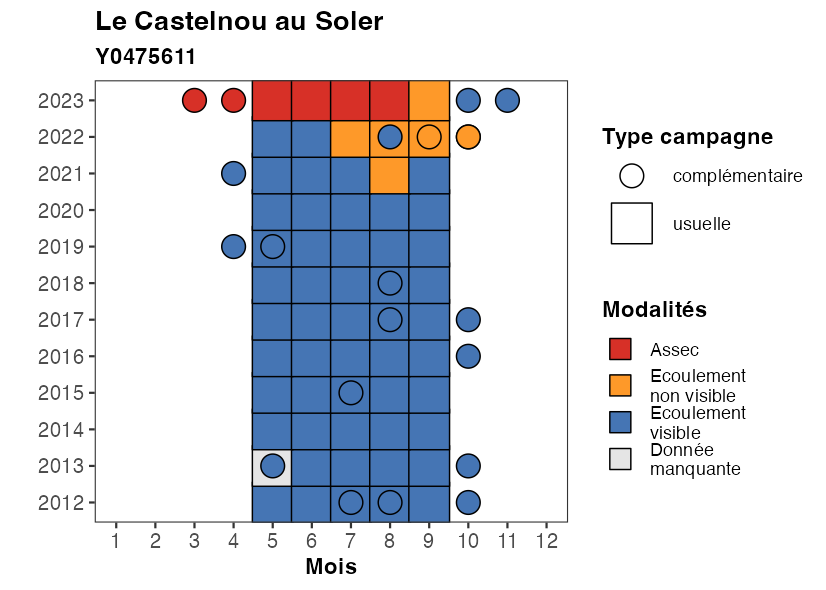 Le Castelnou au Soler
Y0475611
2023
2022
2021
2020
2019
2018
2017
2016
2015
2014
2013
2012
1 2 3 4 5 6 7 8 9 10 11 12
Mois
Type campagne
complémentaire
usuelle
Modalités
Assec
Ecoulement
non visible
Ecoulement
visible
Donnée
manquante